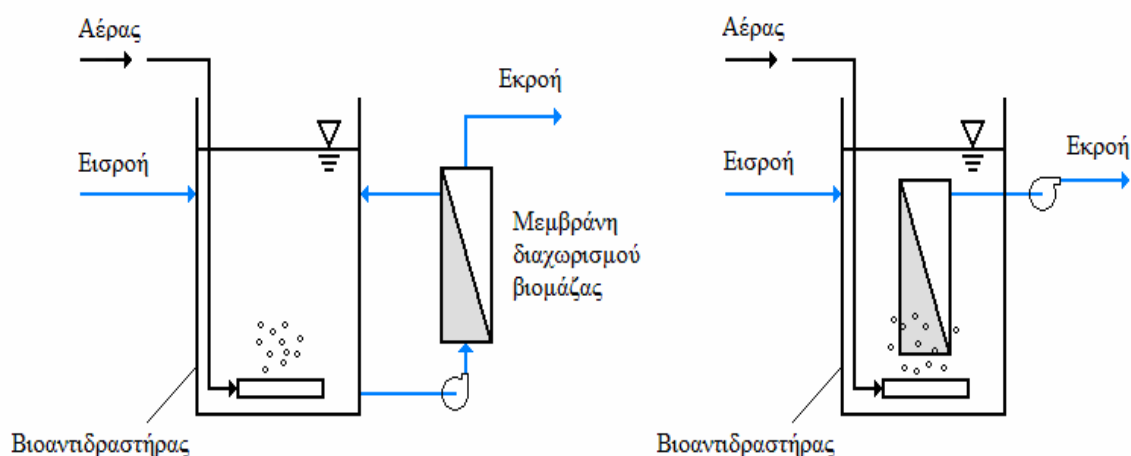 Αέρας
Εκροή
Εισροή
Μεμβράνη
διαχωρισμού
βιομάζας
Βιοαντιδραστήρας
Αέρας
Εισροή
Εκροή
Βιοαντιδραστήρας